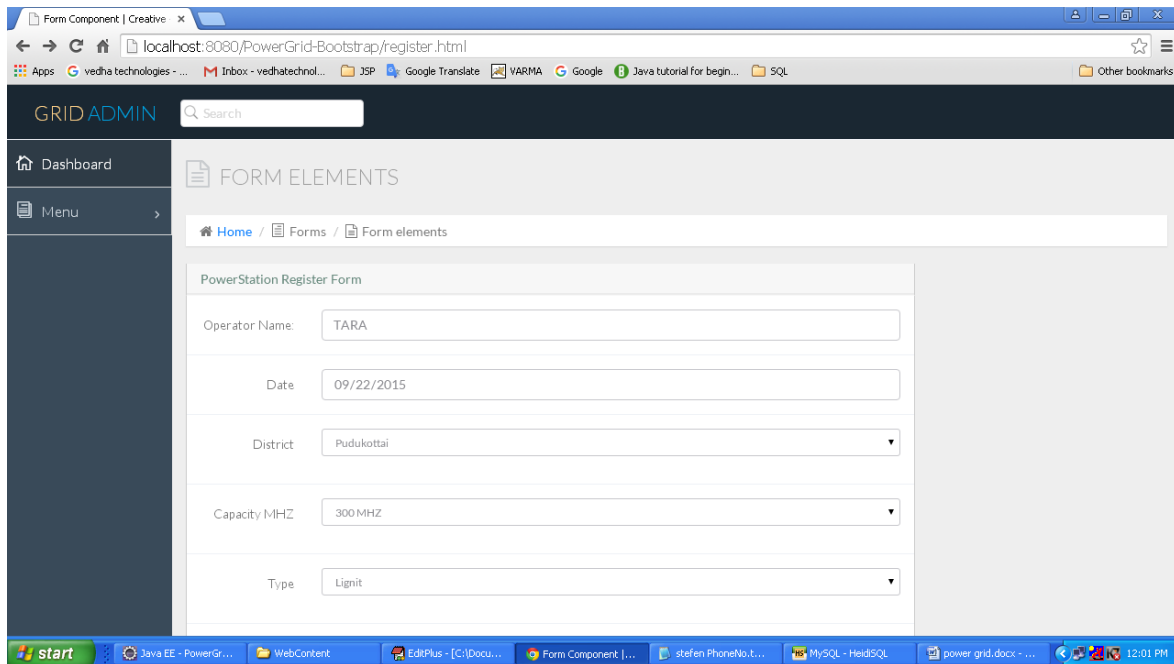 Form Component | Creative
localhost:8080/PowerGrid-Bootstrap/register.html
Apps vedha technologies - ... Inbox - vedhatechnol... JSP Google Translate VARMA Google Java tutorial for begin... SQL Other bookmarks
GRID ADMIN Search
Dashboard
FORM ELEMENTS
Menu
Home / Forms / Form elements
PowerStation Register Form
Operator Name: TARA
Date 09/22/2015
District Pudukottai
Capacity MHZ 300 MHZ
Type Lignit
start Java EE - PowerGr... WebContent EditPlus - [C:\Docu... Form Component |... stefen PhoneNo.t... MySQL - HeidiSQL power grid.docx - ... 12:01 PM